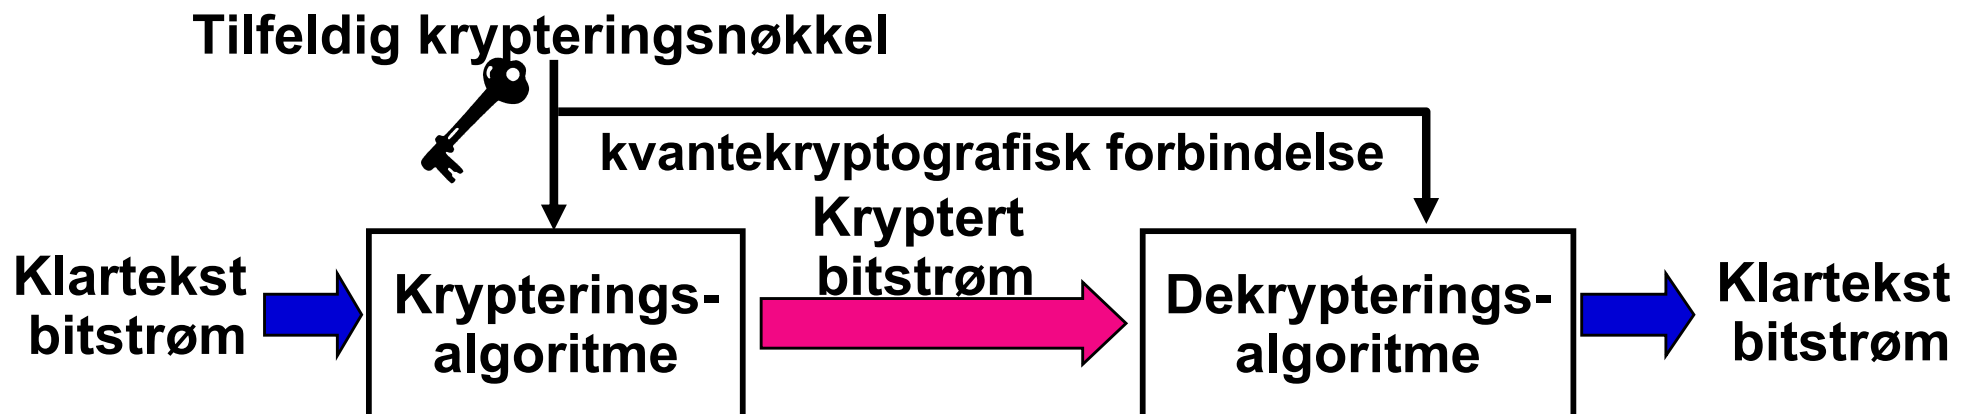 Tilfeldig krypteringsnøkkel
kvantekryptografisk forbindelse
Kryptert
bitstrøm
Klartekst
bitstrøm
Krypterings-
algoritme
Dekrypterings-
algoritme
Klartekst
bitstrøm